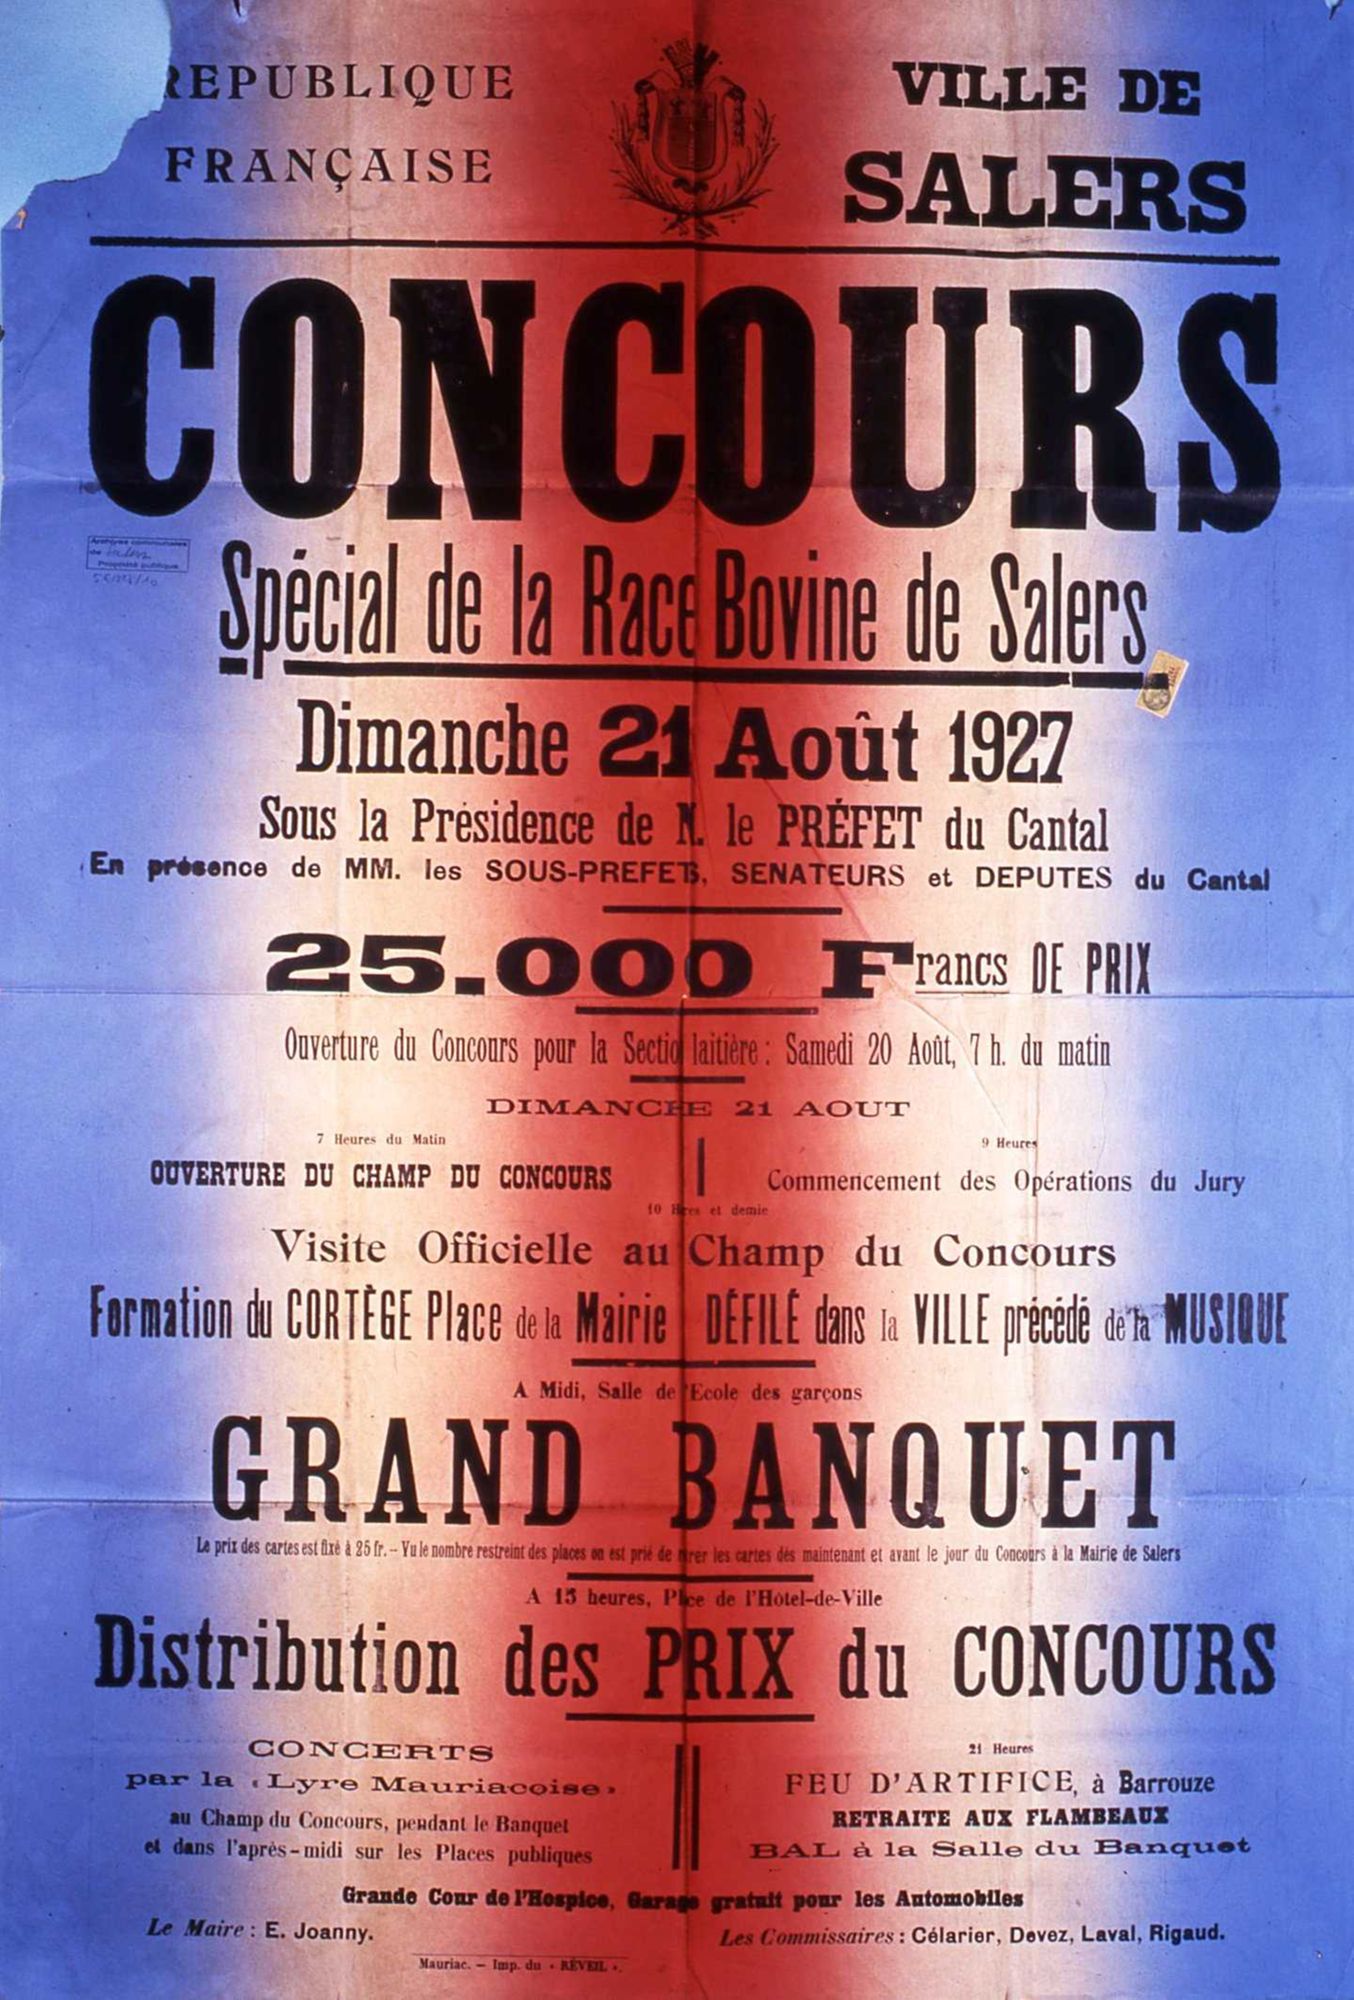 REPUBLIQUE
FRANÇAISE
VILLE DE
SALERS
CONCOURS
Archives communales
de Salers
Propriété publique
Spécial de la Race Bovine de Salers
Dimanche 21 Août 1927
Sous la Présidence de M. le PRÉFET du Cantal
En présence de MM. les SOUS-PREFETS, SENATEURS et DEPUTES du Cantal
25.000 Francs DE PRIX
Ouverture du Concours pour la Section laitière : Samedi 20 Août, 7 h. du matin
DIMANCHE 21 AOUT
7 Heures du Matin
OUVERTURE DU CHAMP DU CONCOURS
9 Heures
Commencement des Opérations du Jury
10 Hres et demie
Visite Officielle au Champ du Concours
Formation du CORTÈGE Place de la Mairie DÉFILÉ dans la VILLE précédé de la MUSIQUE
A Midi, Salle de l'Ecole des garçons
GRAND BANQUET
Le prix des cartes est fixé à 25 fr. – Vu le nombre restreint des places on est prié de retirer les cartes dès maintenant et avant le jour du Concours à la Mairie de Salers
A 15 heures, Place de l'Hôtel-de-Ville
Distribution des PRIX du CONCOURS
CONCERTS
par la « Lyre Mauriacoise »
au Champ du Concours, pendant le Banquet
et dans l'après-midi sur les Places publiques
21 Heures
FEU D'ARTIFICE, à Barrouze
RETRAITE AUX FLAMBEAUX
BAL à la Salle du Banquet
Grande Cour de l'Hospice, Garage gratuit pour les Automobiles
Le Maire : E. Joanny.
Les Commissaires : Célarier, Devez, Laval, Rigaud.
Mauriac. – Imp. du « RÉVEIL ».